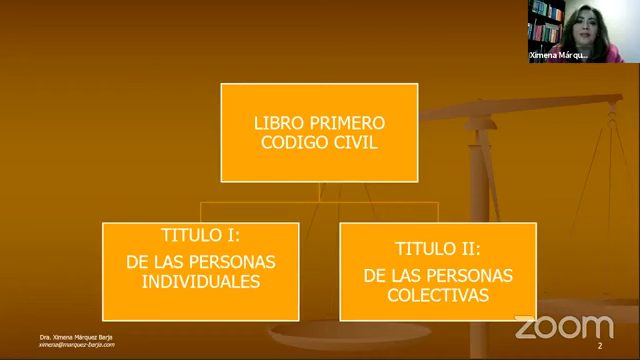 Ximena Márqu...
LIBRO PRIMERO
CODIGO CIVIL
TITULO I:
DE LAS PERSONAS
INDIVIDUALES
TITULO II:
DE LAS PERSONAS
COLECTIVAS
Dra. Ximena Márquez Barja
ximena@marquez-barja.com
zoom
2